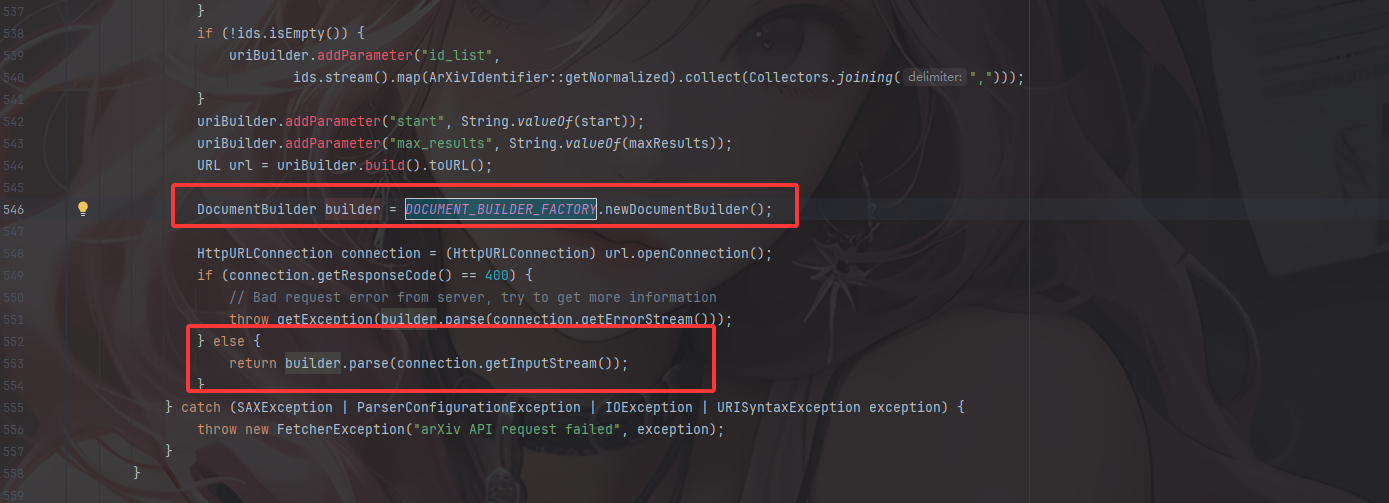 537 }
538 if (!ids.isEmpty()) {
539 uriBuilder.addParameter("id_list",
540 ids.stream().map(ArXivIdentifier::getNormalized).collect(Collectors.joining( delimiter: ",")));
541 }
542 uriBuilder.addParameter("start", String.valueOf(start));
543 uriBuilder.addParameter("max_results", String.valueOf(maxResults));
544 URL url = uriBuilder.build().toURL();
545
546 DocumentBuilder builder = DOCUMENT_BUILDER_FACTORY.newDocumentBuilder();
547
548 HttpURLConnection connection = (HttpURLConnection) url.openConnection();
549 if (connection.getResponseCode() == 400) {
550 // Bad request error from server, try to get more information
551 throw getException(builder.parse(connection.getErrorStream()));
552 } else {
553 return builder.parse(connection.getInputStream());
554 }
555 } catch (SAXException | ParserConfigurationException | IOException | URISyntaxException exception) {
556 throw new FetcherException("arXiv API request failed", exception);
557 }
558 }
559